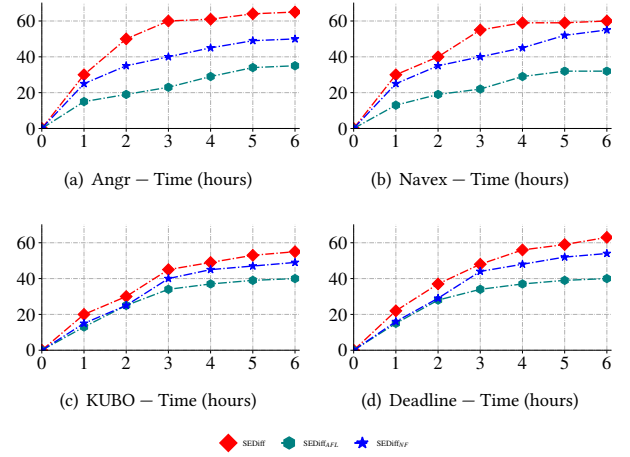 60
40
20
0
0 1 2 3 4 5 6
(a) Angr — Time (hours)
60
40
20
0
0 1 2 3 4 5 6
(b) Navex — Time (hours)
60
40
20
0
0 1 2 3 4 5 6
(c) KUBO — Time (hours)
60
40
20
0
0 1 2 3 4 5 6
(d) Deadline — Time (hours)
SEDiff SEDiffAFL SEDiffNF